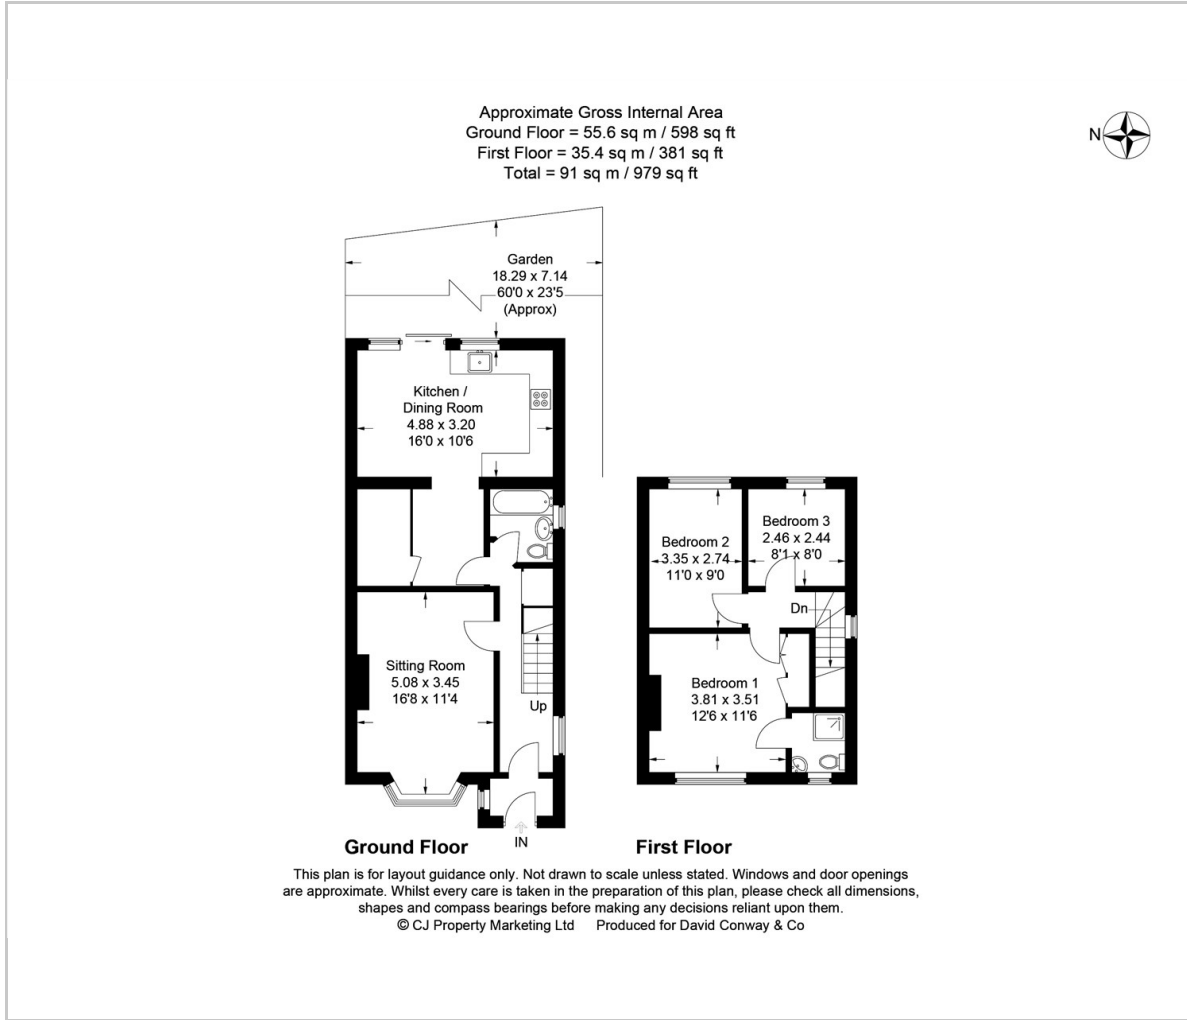 Approximate Gross Internal Area
Ground Floor = 55.6 sq m / 598 sq ft
First Floor = 35.4 sq m / 381 sq ft
Total = 91 sq m / 979 sq ft
N
Garden
18.29 x 7.14
60'0 x 23'5
(Approx)
Kitchen /
Dining Room
4.88 x 3.20
16'0 x 10'6
Sitting Room
5.08 x 3.45
16'8 x 11'4
Up
IN
Ground Floor
Bedroom 2
3.35 x 2.74
11'0 x 9'0
Bedroom 3
2.46 x 2.44
8'1 x 8'0
Dn
Bedroom 1
3.81 x 3.51
12'6 x 11'6
First Floor
This plan is for layout guidance only. Not drawn to scale unless stated. Windows and door openings
are approximate. Whilst every care is taken in the preparation of this plan, please check all dimensions,
shapes and compass bearings before making any decisions reliant upon them.
© CJ Property Marketing Ltd Produced for David Conway & Co